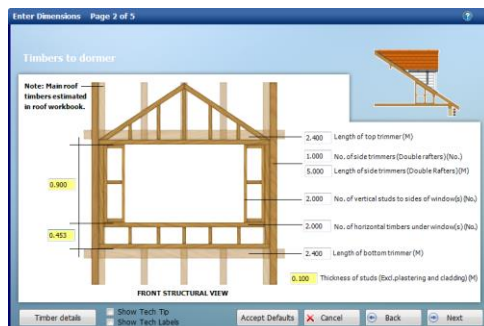 Enter Dimensions Page 2 of 5
?
Timbers to dormer
Note: Main roof
timbers estimated
in roof workbook.
2.400 Length of top trimmer (M)
1.000 No. of side trimmers (Double rafters) (No.)
5.000 Length of side trimmers (Double Rafters) (M)
0.900
2.000 No. of vertical studs to sides of window(s) (No.)
2.000 No. of horizontal timbers under window(s) (No.)
0.453
2.400 Length of bottom trimmer (M)
0.100 Thickness of studs (Excl.plastering and cladding) (M)
FRONT STRUCTURAL VIEW
Timber details
Show Tech Tip
Show Tech Labels
Accept Defaults
Cancel
Back
Next